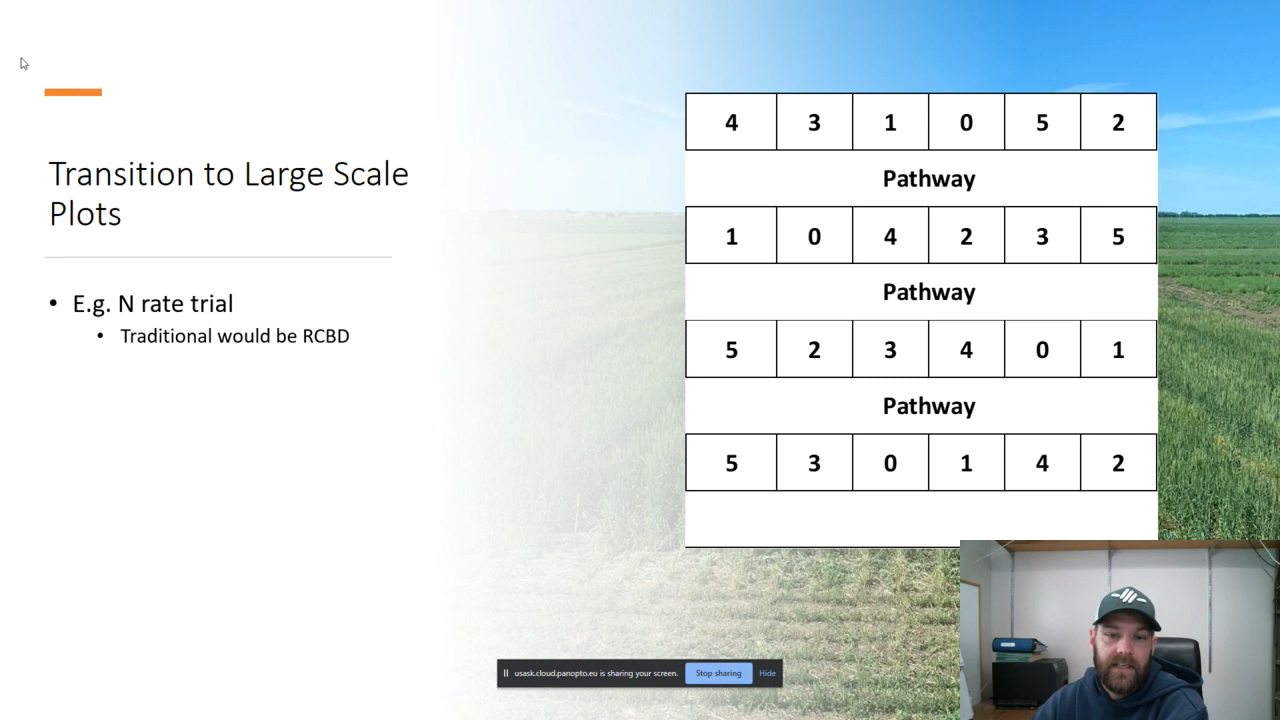 Transition to Large Scale
Plots
• E.g. N rate trial
• Traditional would be RCBD
4 3 1 0 5 2
Pathway
1 0 4 2 3 5
Pathway
5 2 3 4 0 1
Pathway
5 3 0 1 4 2
usask.cloud.panopto.eu is sharing your screen. Stop sharing Hide